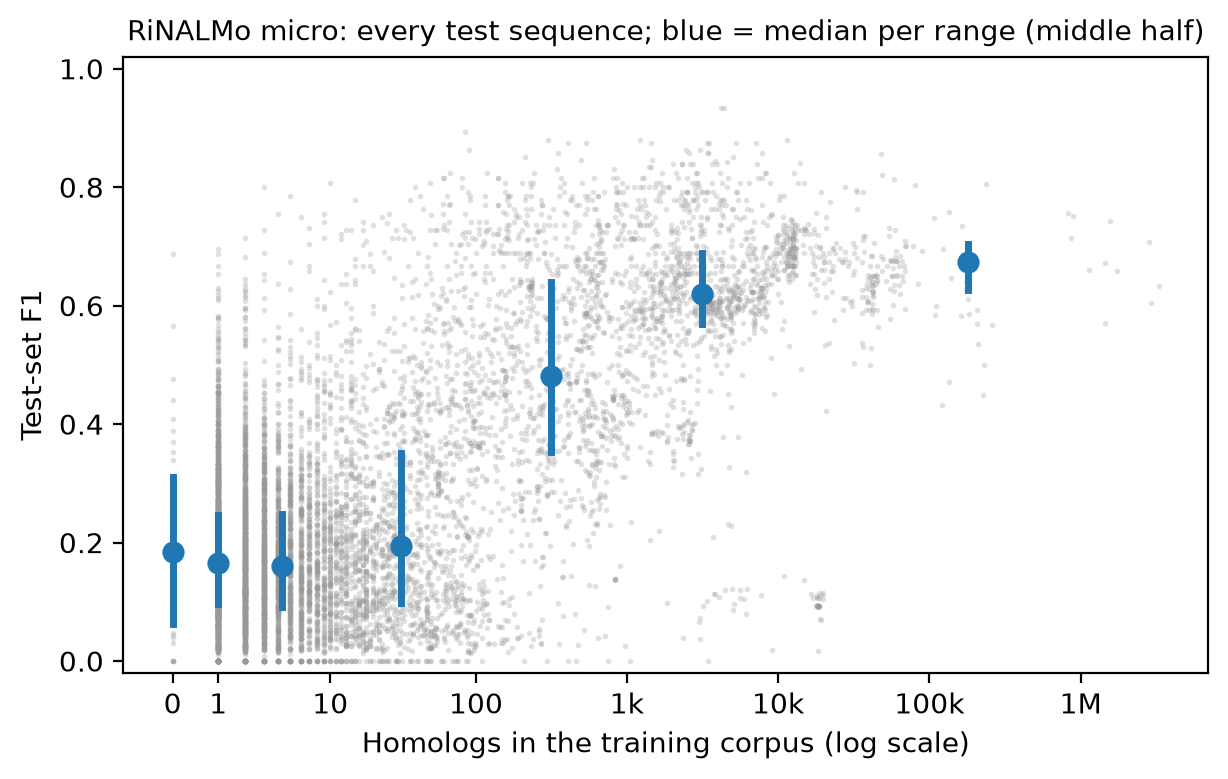 RiNALMo micro: every test sequence; blue = median per range (middle half)
Test-set F1
1.0
0.8
0.6
0.4
0.2
0.0
0 1 10 100 1k 10k 100k 1M
Homologs in the training corpus (log scale)